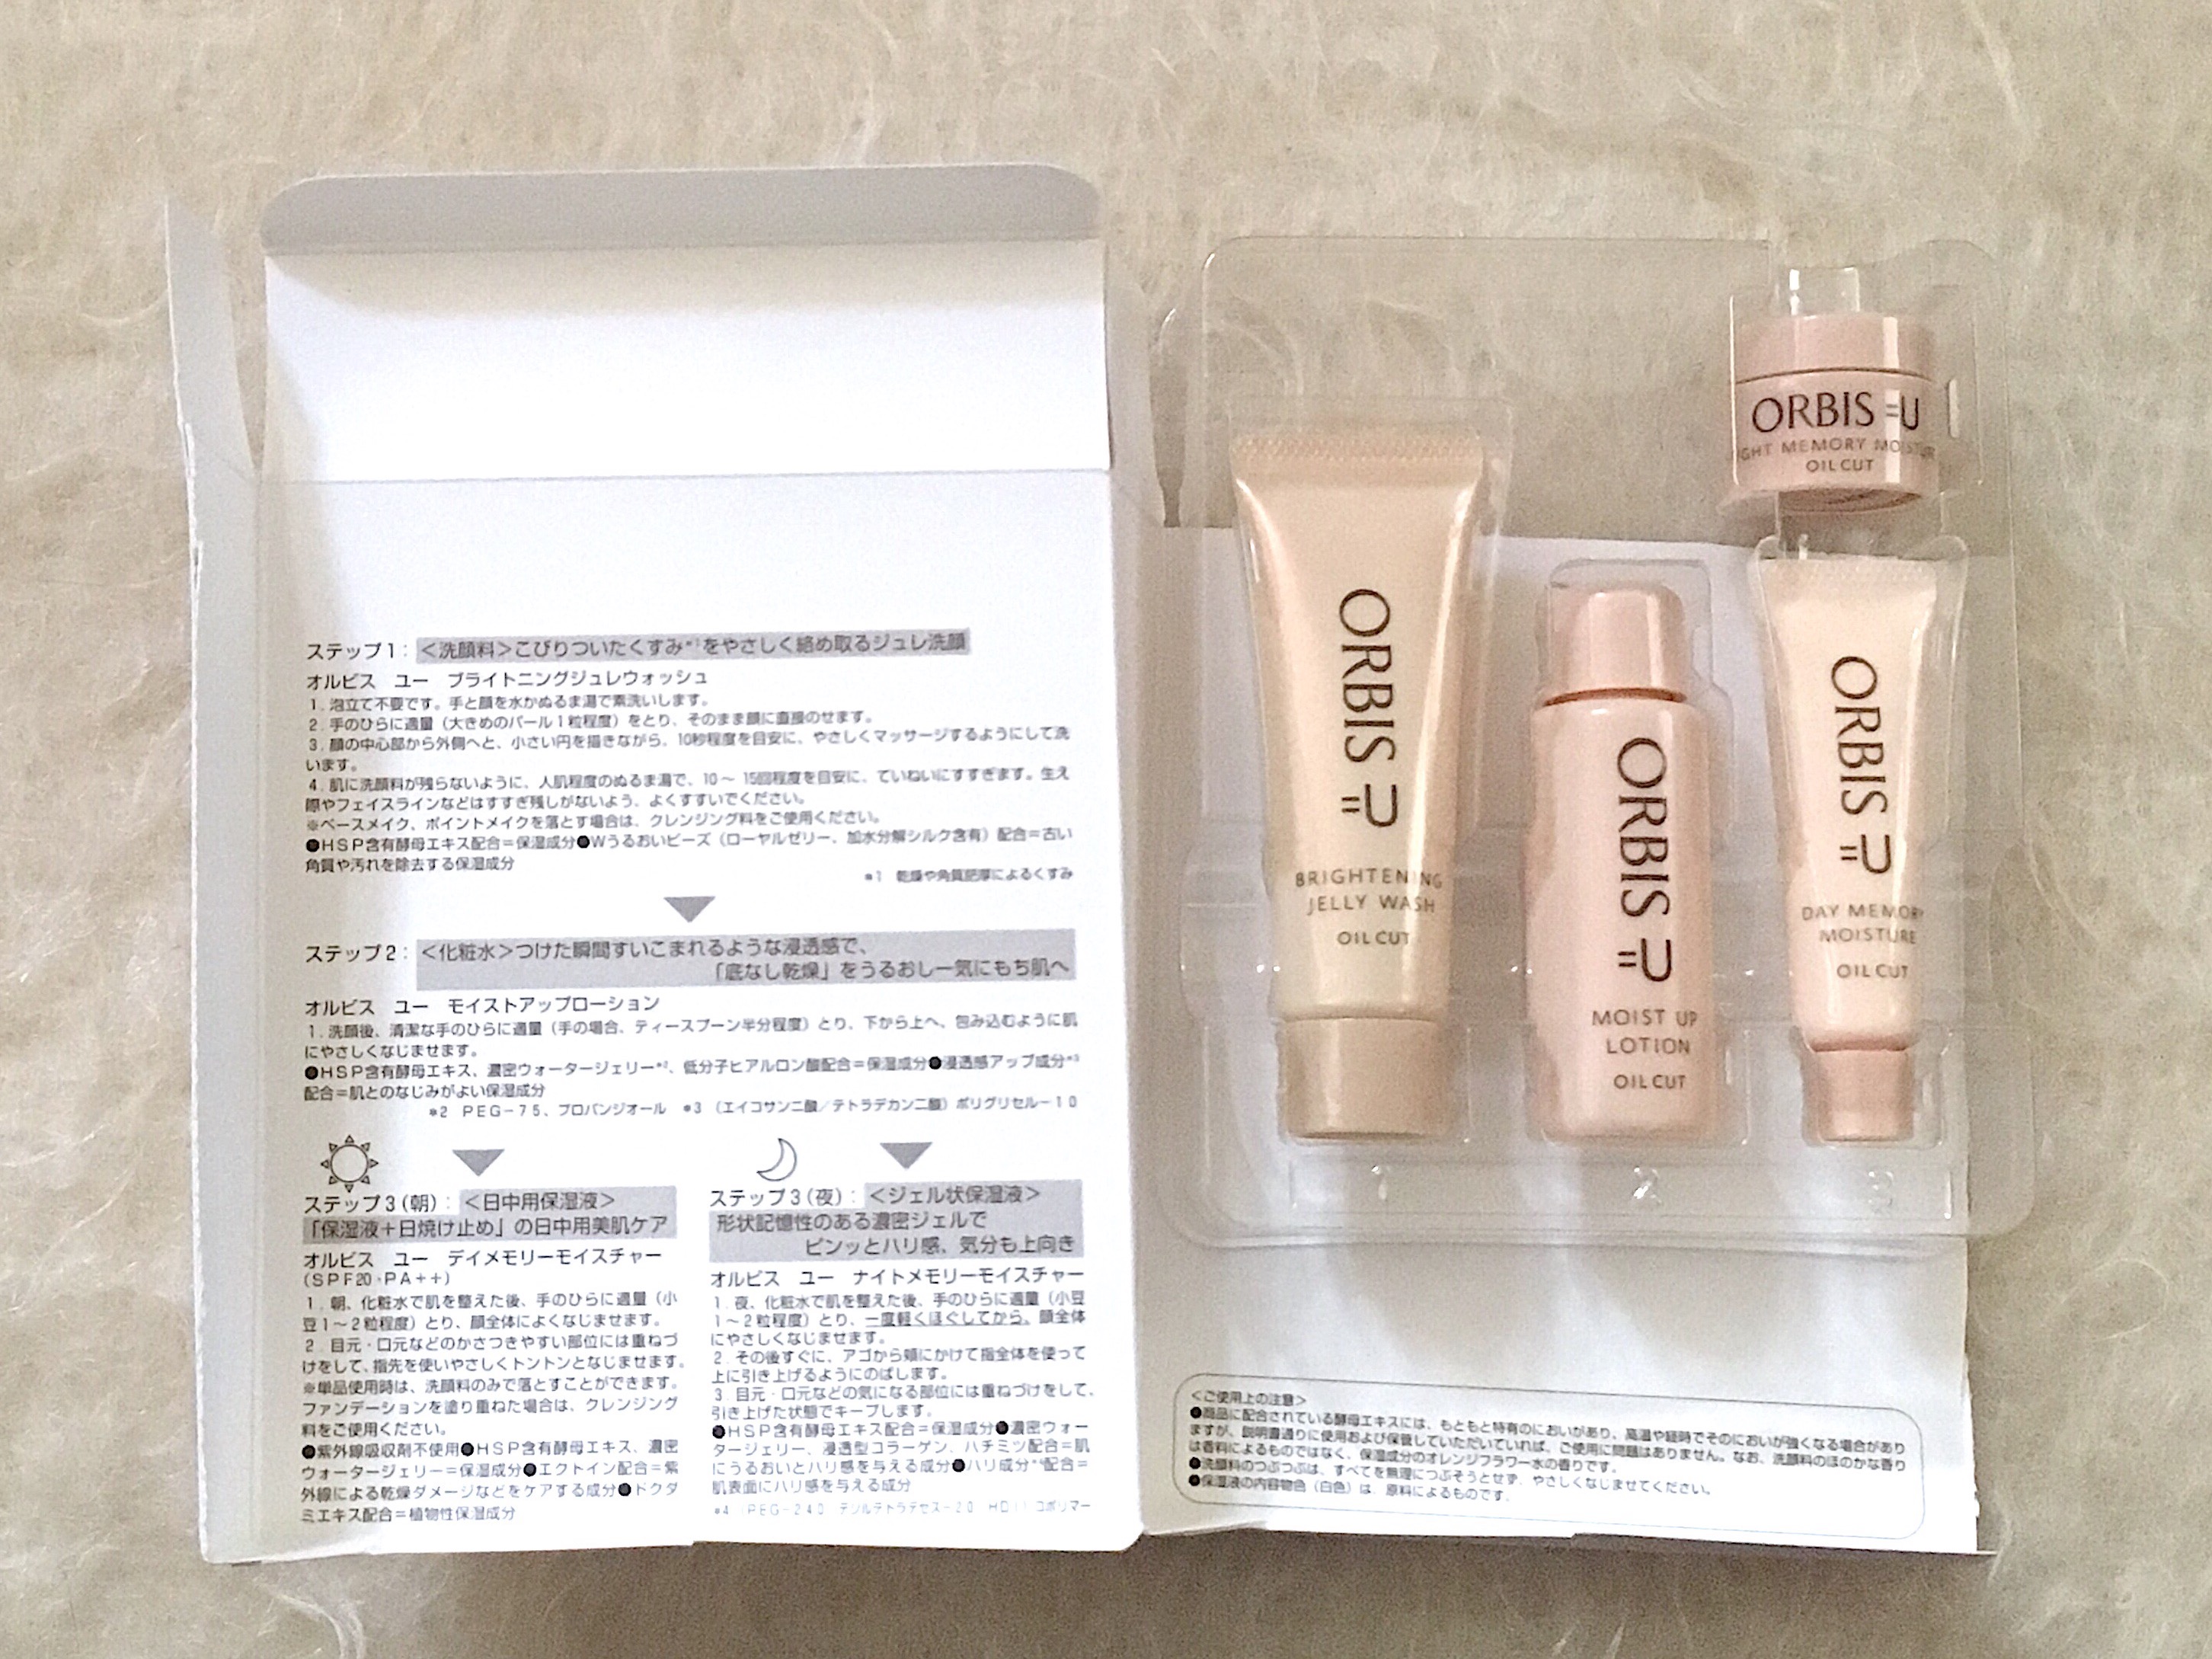 ステップ1：＜洗顔料＞こびりついたくすみ*1をやさしく絡め取るジュレ洗顔
オルビス ユー ブライトニングジュレウォッシュ
1. 泡立て不要です。手と顔を水かぬるま湯で素洗いします。
2. 手のひらに適量（大きめのパール1粒程度）をとり、そのまま顔に直接のせます。
3. 顔の中心部から外側へと、小さい円を描きながら、10秒程度を目安に、やさしくマッサージするようにして洗
います。
4. 肌に洗顔料が残らないように、人肌程度のぬるま湯で、10～15回程度を目安に、ていねいにすすぎます。生え
際やフェイスラインなどはすすぎ残しがないよう、よくすすいでください。
※ベースメイク、ポイントメイクを落とす場合は、クレンジング料をご使用ください。
●HSP含有酵母エキス配合＝保湿成分●Wうるおいビーズ（ローヤルゼリー、加水分解シルク含有）配合＝古い
角質や汚れを除去する保湿成分
*1 乾燥や角質肥厚によるくすみ
ステップ2：＜化粧水＞つけた瞬間すいこまれるような浸透感で、
「底なし乾燥」をうるおし一気にもち肌へ
オルビス ユー モイストアップローション
1. 洗顔後、清潔な手のひらに適量（手の場合、ティースプーン半分程度）とり、下から上へ、包み込むように肌
にやさしくなじませます。
●HSP含有酵母エキス、濃密ウォータージェリー*2、低分子ヒアルロン酸配合＝保湿成分●浸透感アップ成分*3
配合＝肌とのなじみがよい保湿成分
*2 PEG-75、プロパンジオール *3 （エイコサン二酸／テトラデカン二酸）ポリグリセル-10
ステップ3（朝）：＜日中用保湿液＞
「保湿液＋日焼け止め」の日中用美肌ケア
オルビス ユー デイメモリーモイスチャー
（SPF20・PA++）
1. 朝、化粧水で肌を整えた後、手のひらに適量（小
豆1～2粒程度）とり、顔全体によくなじませます。
2. 目元・口元などのかさつきやすい部位には重ねづ
けをして、指先を使いやさしくトントンとなじませます。
※単品使用時は、洗顔料のみで落とすことができます。
ファンデーションを塗り重ねた場合は、クレンジング
料をご使用ください。
●紫外線吸収剤不使用●HSP含有酵母エキス、濃密
ウォータージェリー＝保湿成分●エクトイン配合＝紫
外線による乾燥ダメージなどをケアする成分●ドクダ
ミエキス配合＝植物性保湿成分
ステップ3（夜）：＜ジェル状保湿液＞
形状記憶性のある濃密ジェルで
ピンッとハリ感、気分も上向き
オルビス ユー ナイトメモリーモイスチャー
1. 夜、化粧水で肌を整えた後、手のひらに適量（小豆
1～2粒程度）とり、一度軽くほぐしてから、顔全体
にやさしくなじませます。
2. その後すぐに、アゴから頬にかけて指全体を使って
上に引き上げるようにのばします。
3. 目元・口元などの気になる部位には重ねづけをして、
引き上げた状態でキープします。
●HSP含有酵母エキス配合＝保湿成分●濃密ウォー
タージェリー、浸透型コラーゲン、ハチミツ配合＝肌
にうるおいとハリ感を与える成分●ハリ成分*4配合＝
肌表面にハリ感を与える成分
*4 （PEG-240／デシルテトラデセス-20／HDI）コポリマー
ORBIS =U
IGHT MEMORY MOISTUR
OIL CUT
ORBIS =U
BRIGHTENING
JELLY WASH
OIL CUT
ORBIS =U
MOIST UP
LOTION
OIL CUT
ORBIS =U
DAY MEMORY
MOISTURE
OIL CUT
1 2 3
＜ご使用上の注意＞
●商品に配合されている酵母エキスには、もともと特有のにおいがあり、高温や経時でそのにおいが強くなる場合があり
ますが、説明書通りに使用および保管していただいていれば、ご使用に問題はありません。なお、洗顔料のほのかな香り
は香料によるものではなく、保湿成分のオレンジフラワー水の香りです。
●洗顔料のつぶつぶは、すべてを無理につぶそうとせず、やさしくなじませてください。
●保湿液の内容物色（白色）は、原料によるものです。